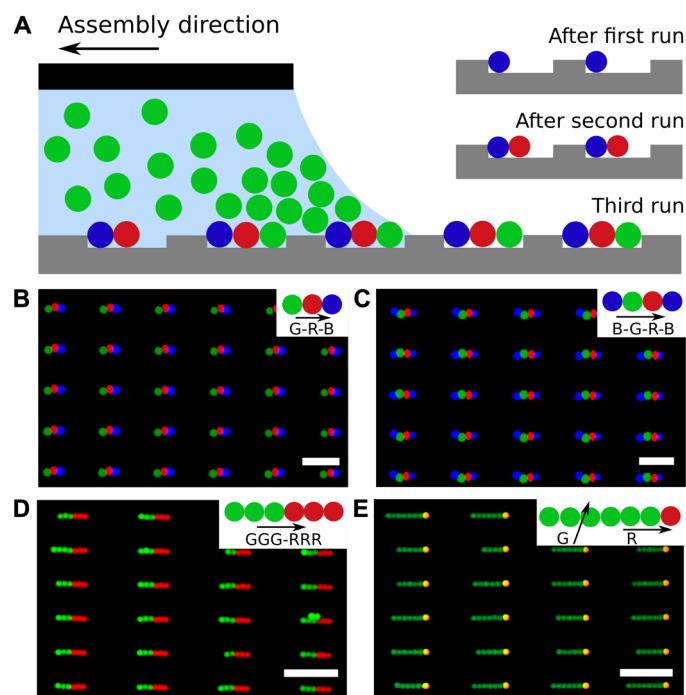 A
Assembly direction
After first run
After second run
Third run
B
G-R-B
C
B-G-R-B
D
GGG-RRR
E
G
R